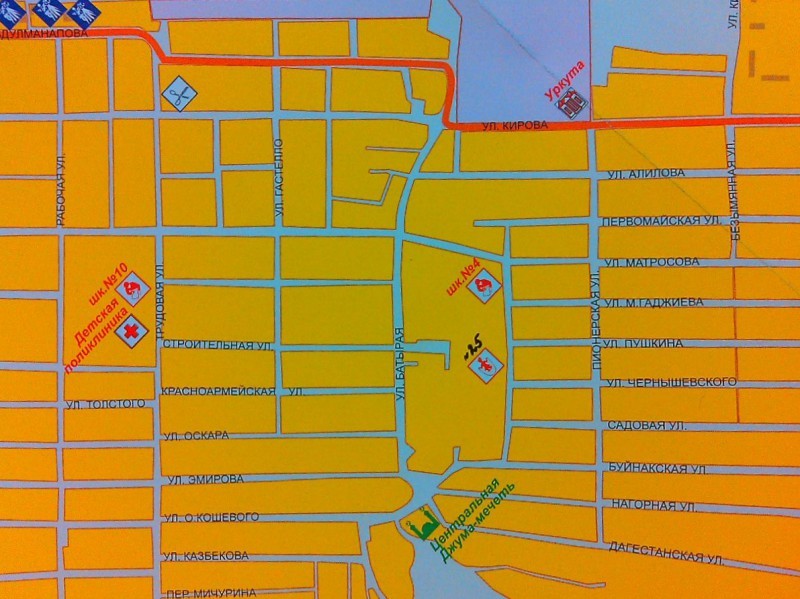 ДУЛМАНАПОВА
УЛ. К
Уркута
УЛ. КИРОВА
РАБОЧАЯ УЛ.
УЛ. ГАСТЕЛЛО
УЛ. АЛИЛОВА
БЕЗЫМЯННАЯ УЛ.
ПЕРВОМАЙСКАЯ УЛ.
шк.№10
Детская
поликлиника
ТРУДОВАЯ УЛ.
шк.№4
УЛ. МАТРОСОВА
ПИОНЕРСКАЯ УЛ.
УЛ. М.ГАДЖИЕВА
УЛ. БАТЫРАЯ
СТРОИТЕЛЬНАЯ УЛ.
УЛ. ПУШКИНА
КРАСНОАРМЕЙСКАЯ УЛ.
УЛ. ЧЕРНЫШЕВСКОГО
УЛ. ТОЛСТОГО
УЛ. ОСКАРА
САДОВАЯ УЛ.
УЛ. ЭМИРОВА
БУЙНАКСКАЯ УЛ.
УЛ. О.КОШЕВОГО
НАГОРНАЯ УЛ.
Центральная
Джума-мечеть
УЛ. КАЗБЕКОВА
ДАГЕСТАНСКАЯ УЛ.
ПЕР. МИЧУРИНА